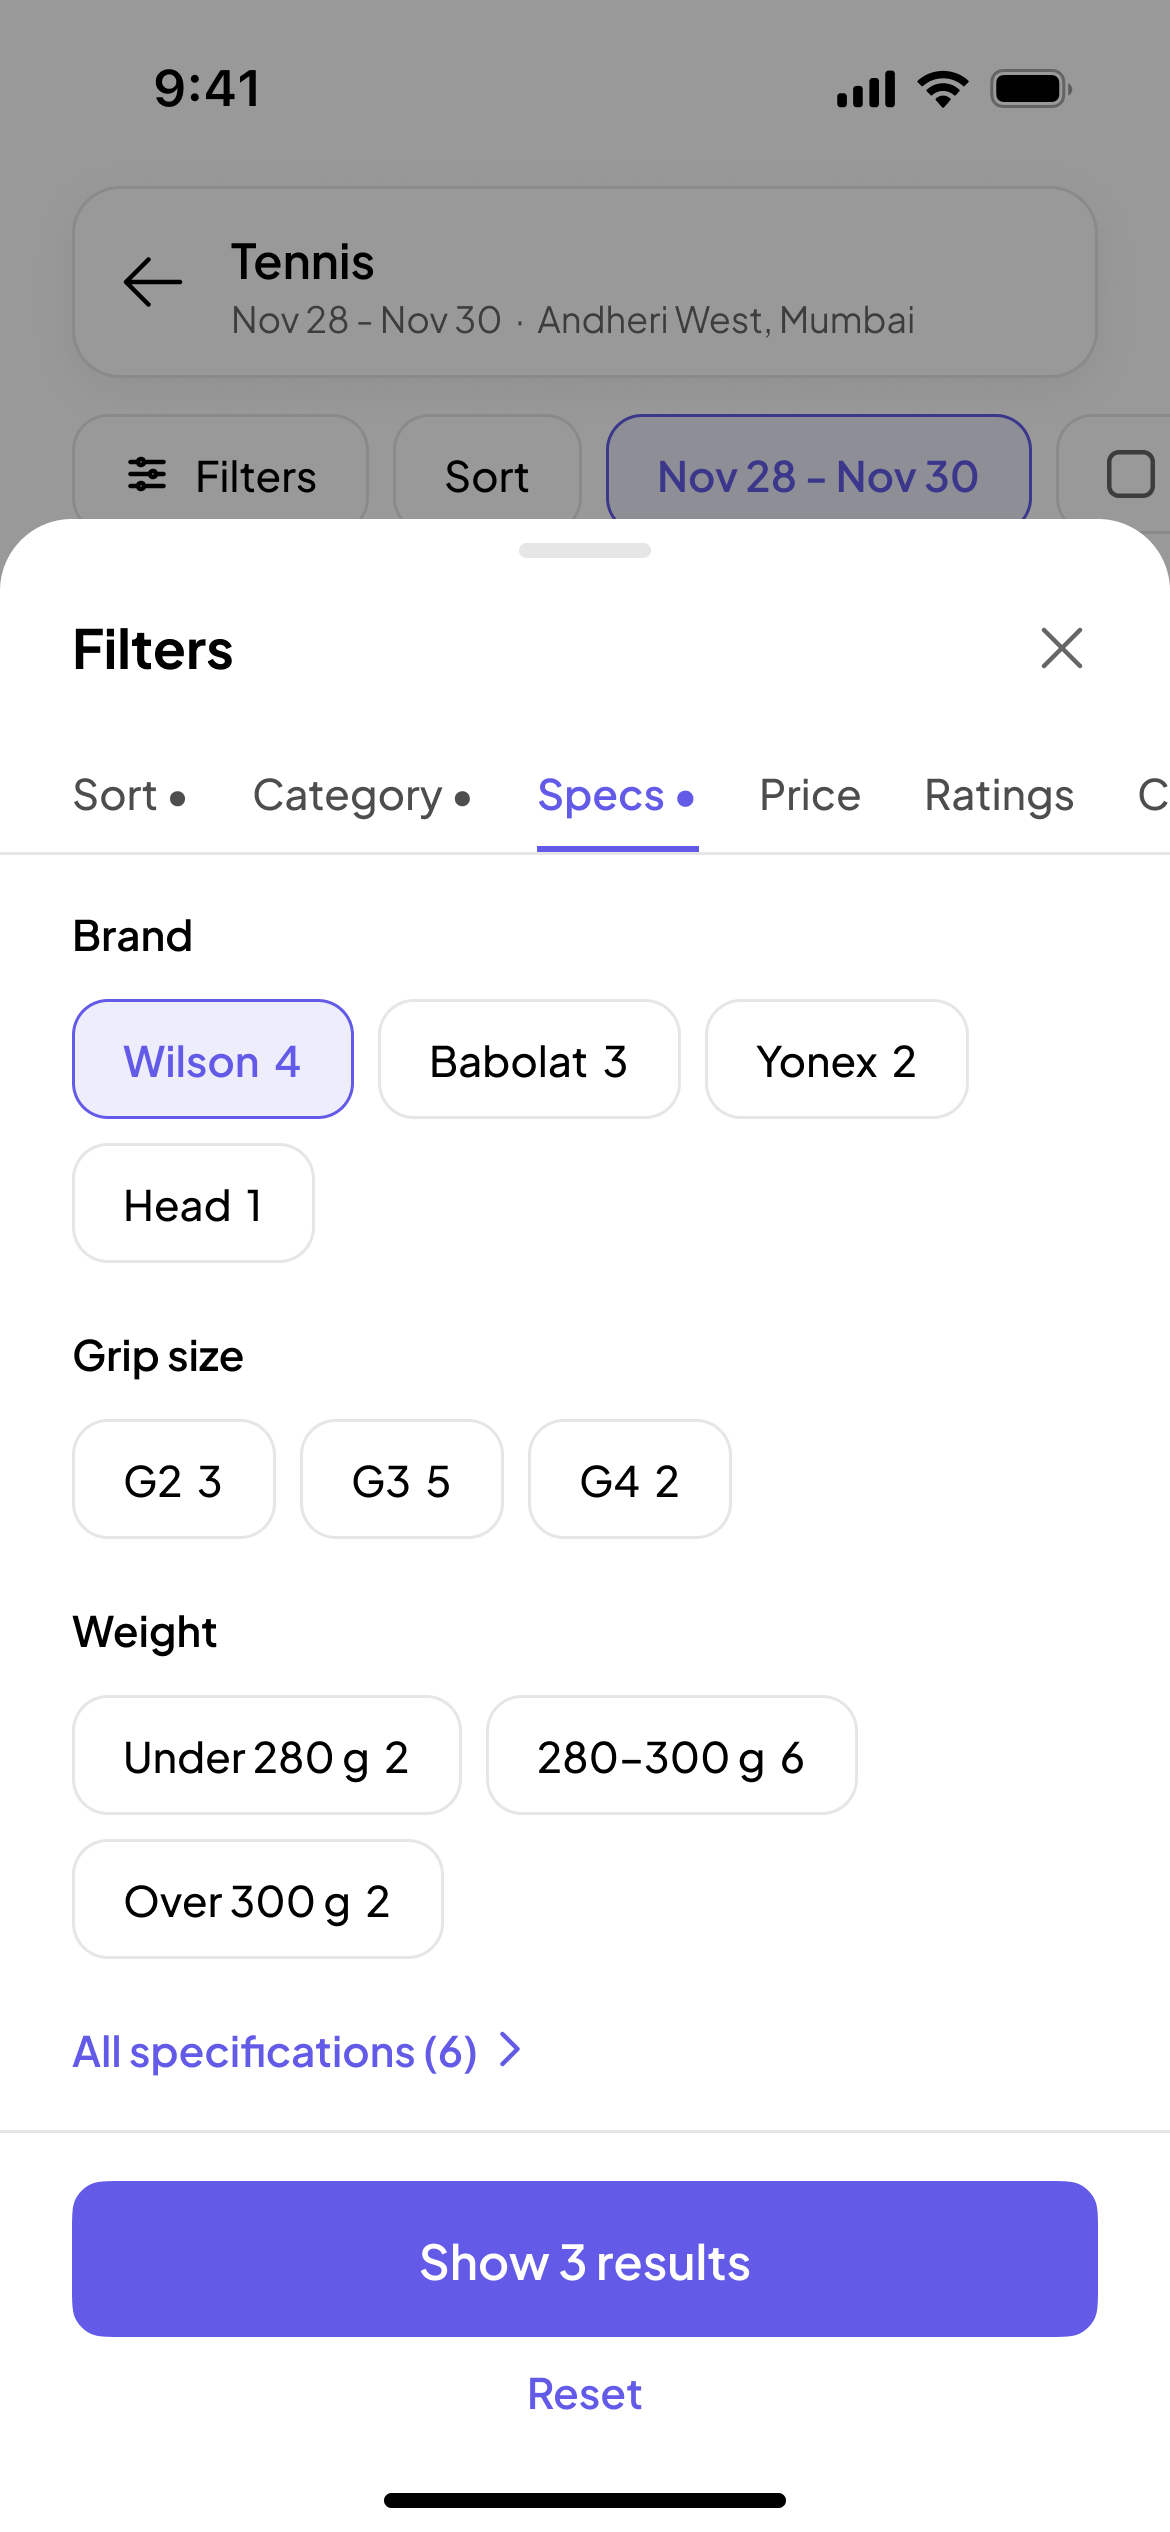 9:41
Tennis
Nov 28 - Nov 30 · Andheri West, Mumbai
Filters Sort Nov 28 – Nov 30
Filters
Sort Category Specs Price Ratings C
Brand
Wilson 4 Babolat 3 Yonex 2
Head 1
Grip size
G2 3 G3 5 G4 2
Weight
Under 280 g 2 280–300 g 6
Over 300 g 2
All specifications (6)
Show 3 results
Reset